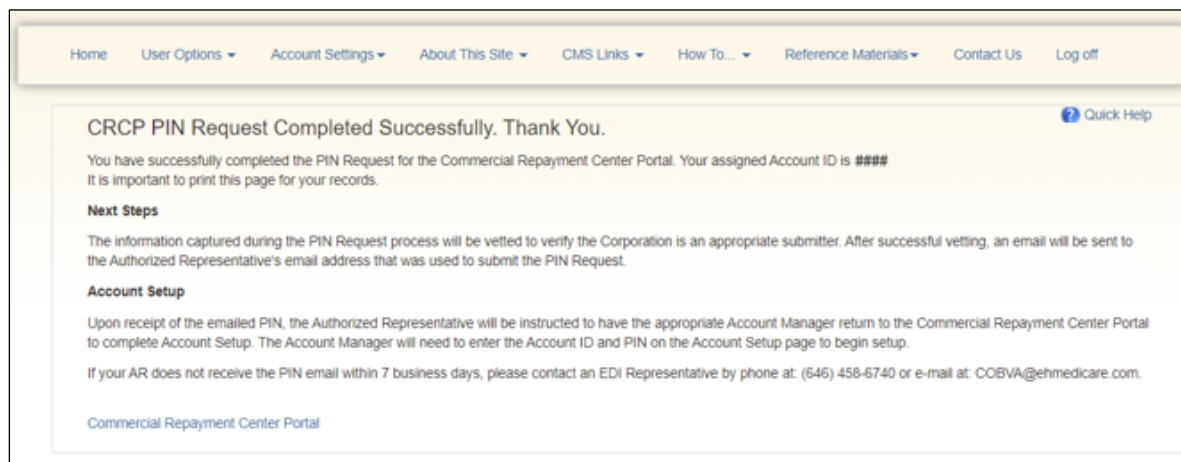 Home User Options Account Settings About This Site CMS Links How To... Reference Materials Contact Us Log off
Quick Help
CRCP PIN Request Completed Successfully. Thank You.
You have successfully completed the PIN Request for the Commercial Repayment Center Portal. Your assigned Account ID is ####
It is important to print this page for your records.
Next Steps
The information captured during the PIN Request process will be vetted to verify the Corporation is an appropriate submitter. After successful vetting, an email will be sent to
the Authorized Representative's email address that was used to submit the PIN Request.
Account Setup
Upon receipt of the emailed PIN, the Authorized Representative will be instructed to have the appropriate Account Manager return to the Commercial Repayment Center Portal
to complete Account Setup. The Account Manager will need to enter the Account ID and PIN on the Account Setup page to begin setup.
If your AR does not receive the PIN email within 7 business days, please contact an EDI Representative by phone at: (646) 458-6740 or e-mail at: COBVA@ehmedicare.com.
Commercial Repayment Center Portal